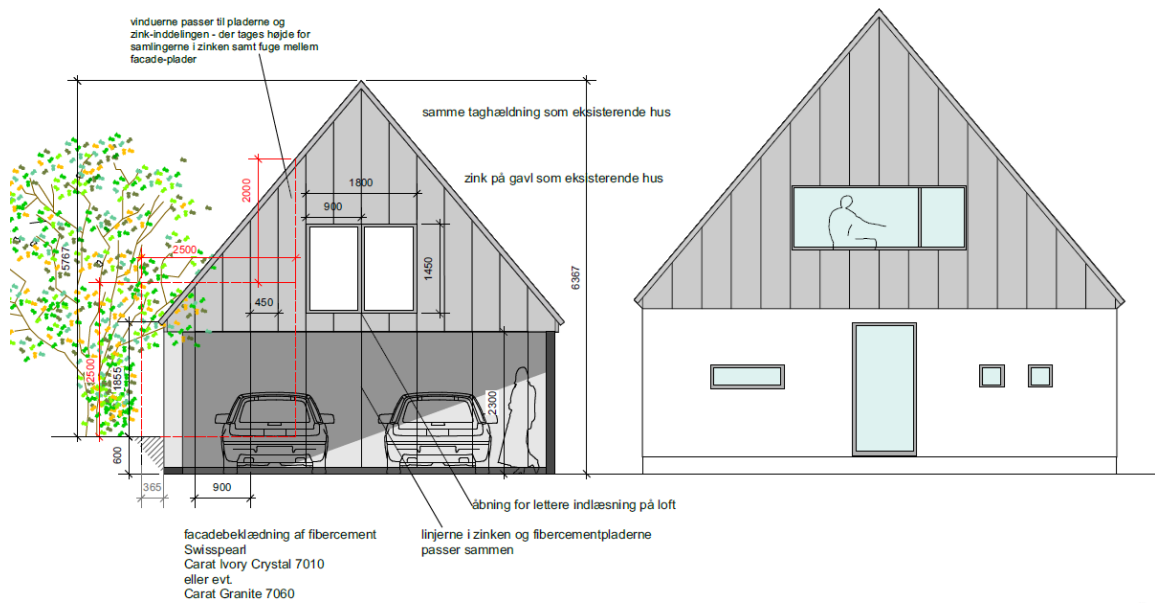 vinduerne passer til pladerne og
zink-inddelingen - der tages højde for
samlingerne i zinken samt fuge mellem
facade-plader
samme taghældning som eksisterende hus
zink på gavl som eksisterende hus
2000
1800
900
2500
5767
1450
6367
450
2500
1855
2300
600
365
900
åbning for lettere indlæsning på loft
linjerne i zinken og fibercementpladerne
passer sammen
facadebeklædning af fibercement
Swisspearl
Carat Ivory Crystal 7010
eller evt.
Carat Granite 7060